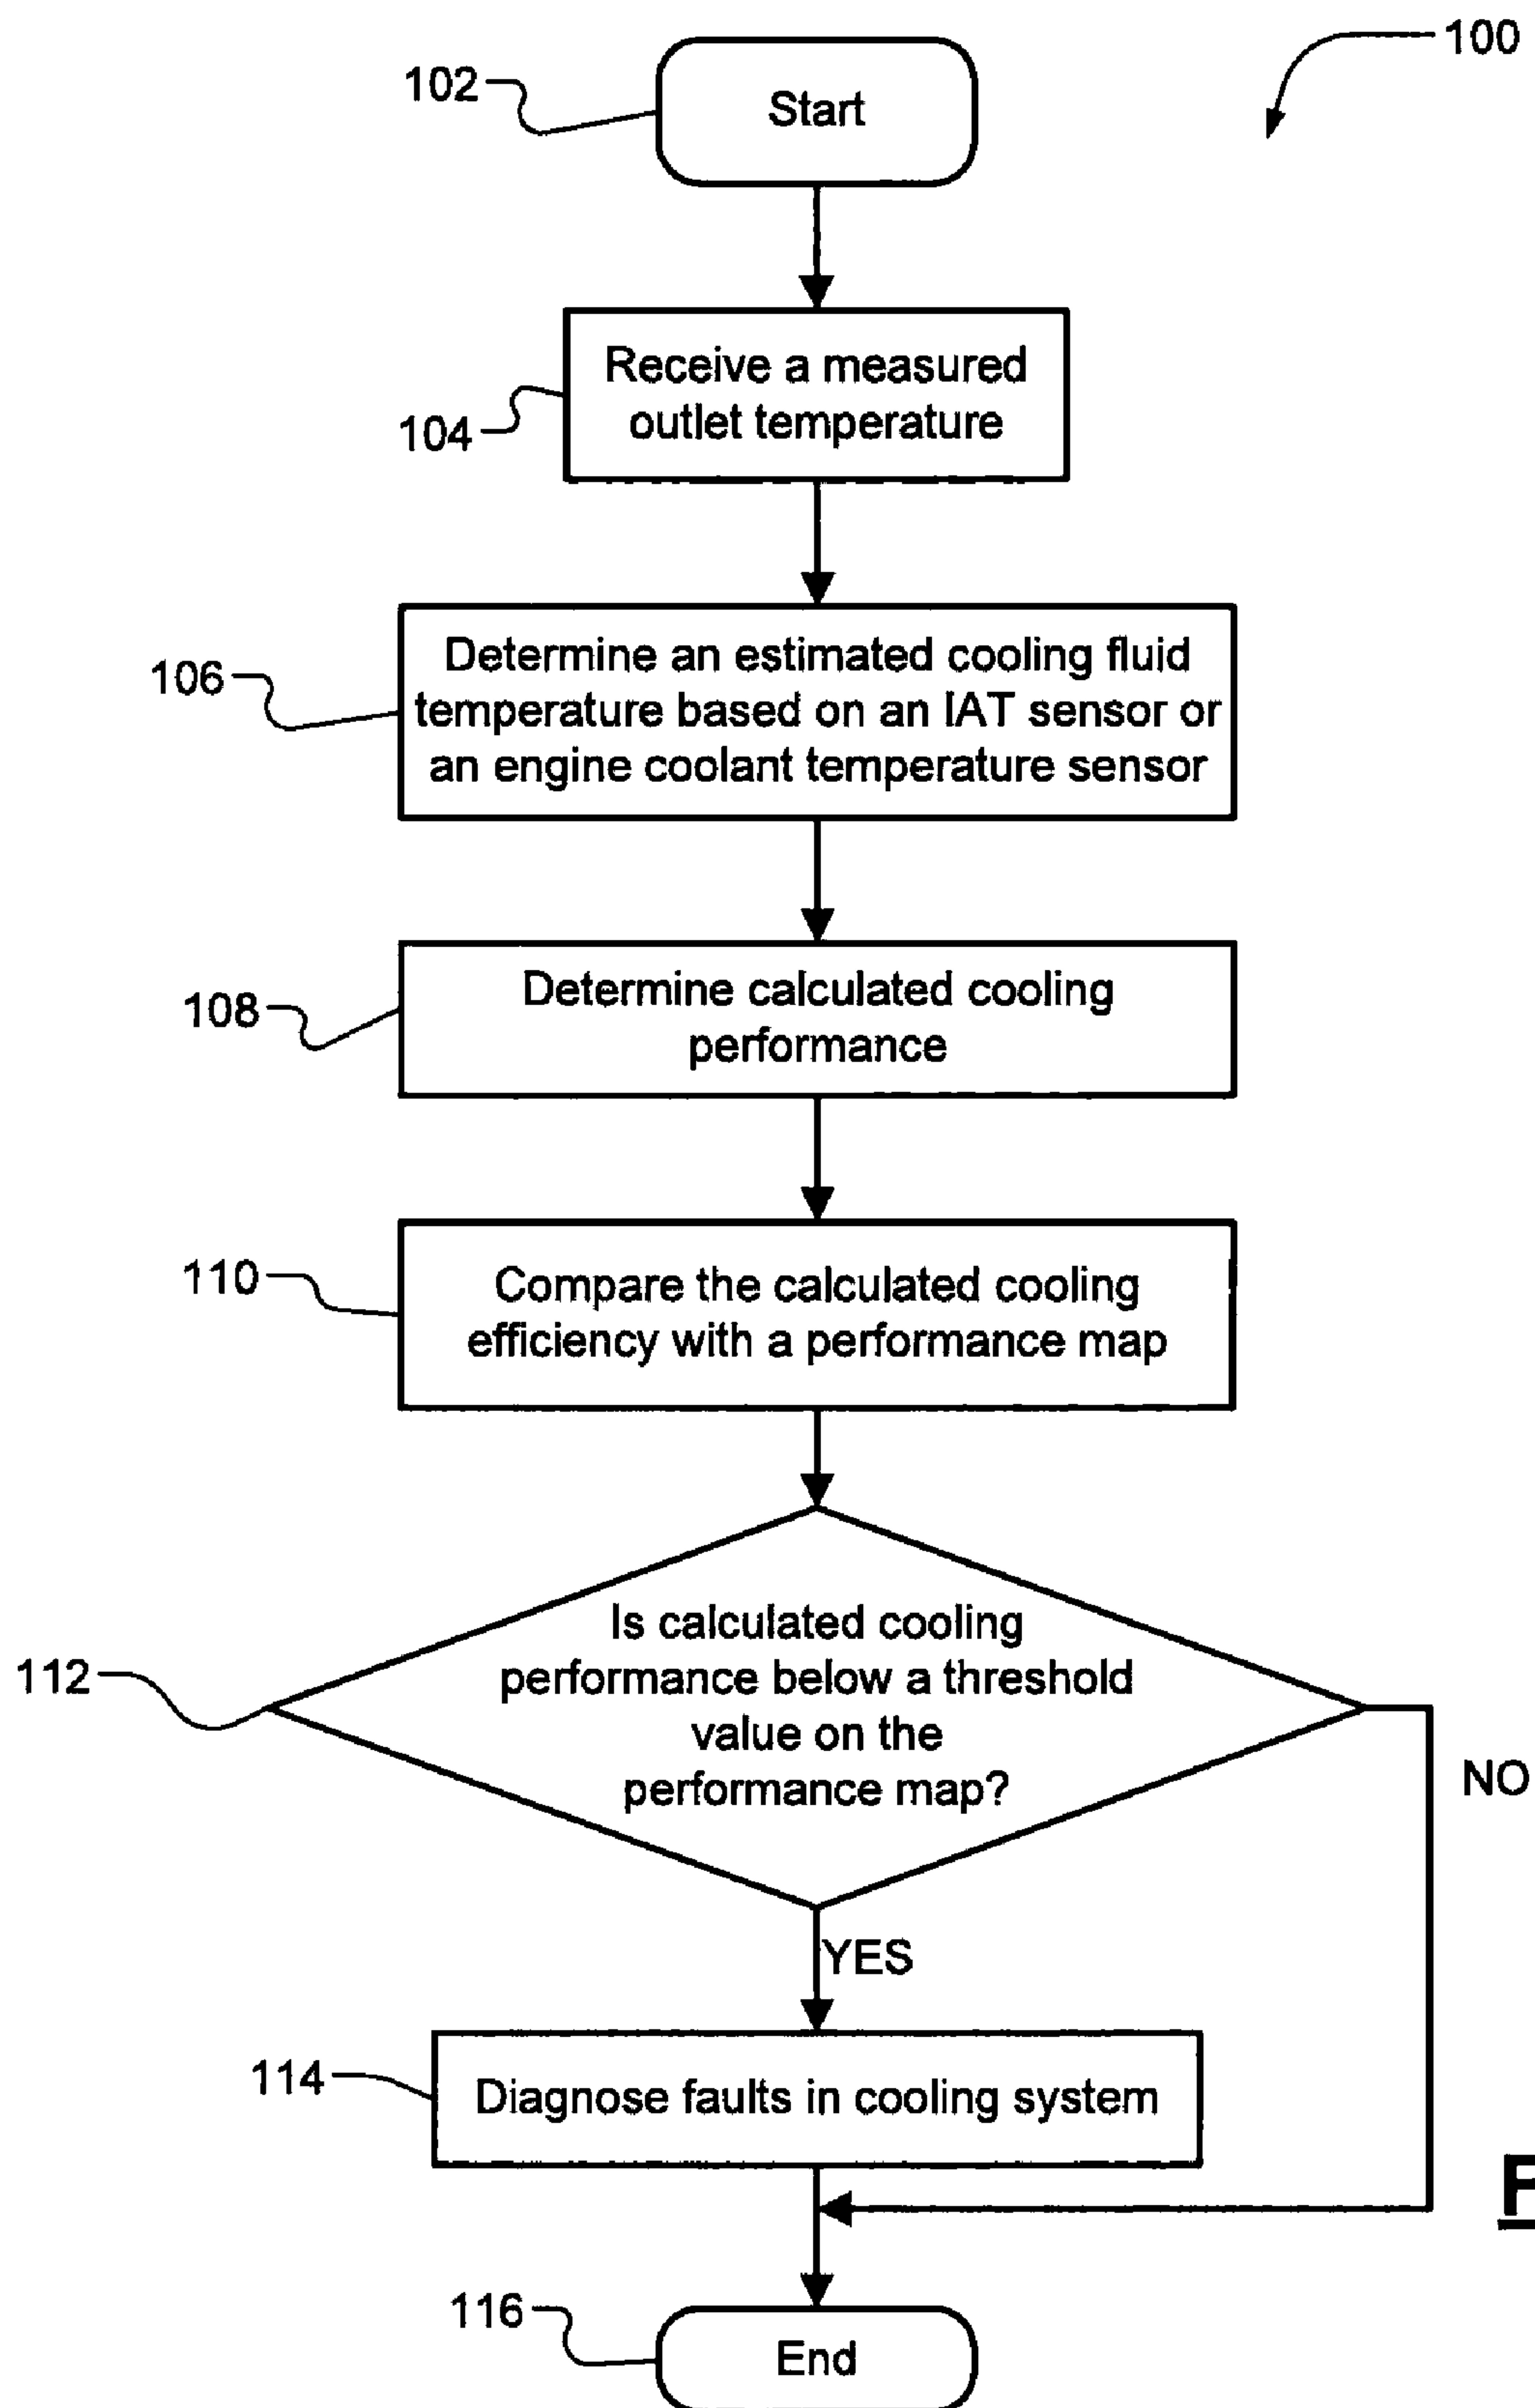 100
102
Start
Receive a measured
outlet temperature
104
Determine an estimated cooling fluid
temperature based on an IAT sensor or
an engine coolant temperature sensor
106
Determine calculated cooling
performance
108
Compare the calculated cooling
efficiency with a performance map
110
Is calculated cooling
performance below a threshold
value on the
performance map?
112
NO
YES
114
Diagnose faults in cooling system
116
End